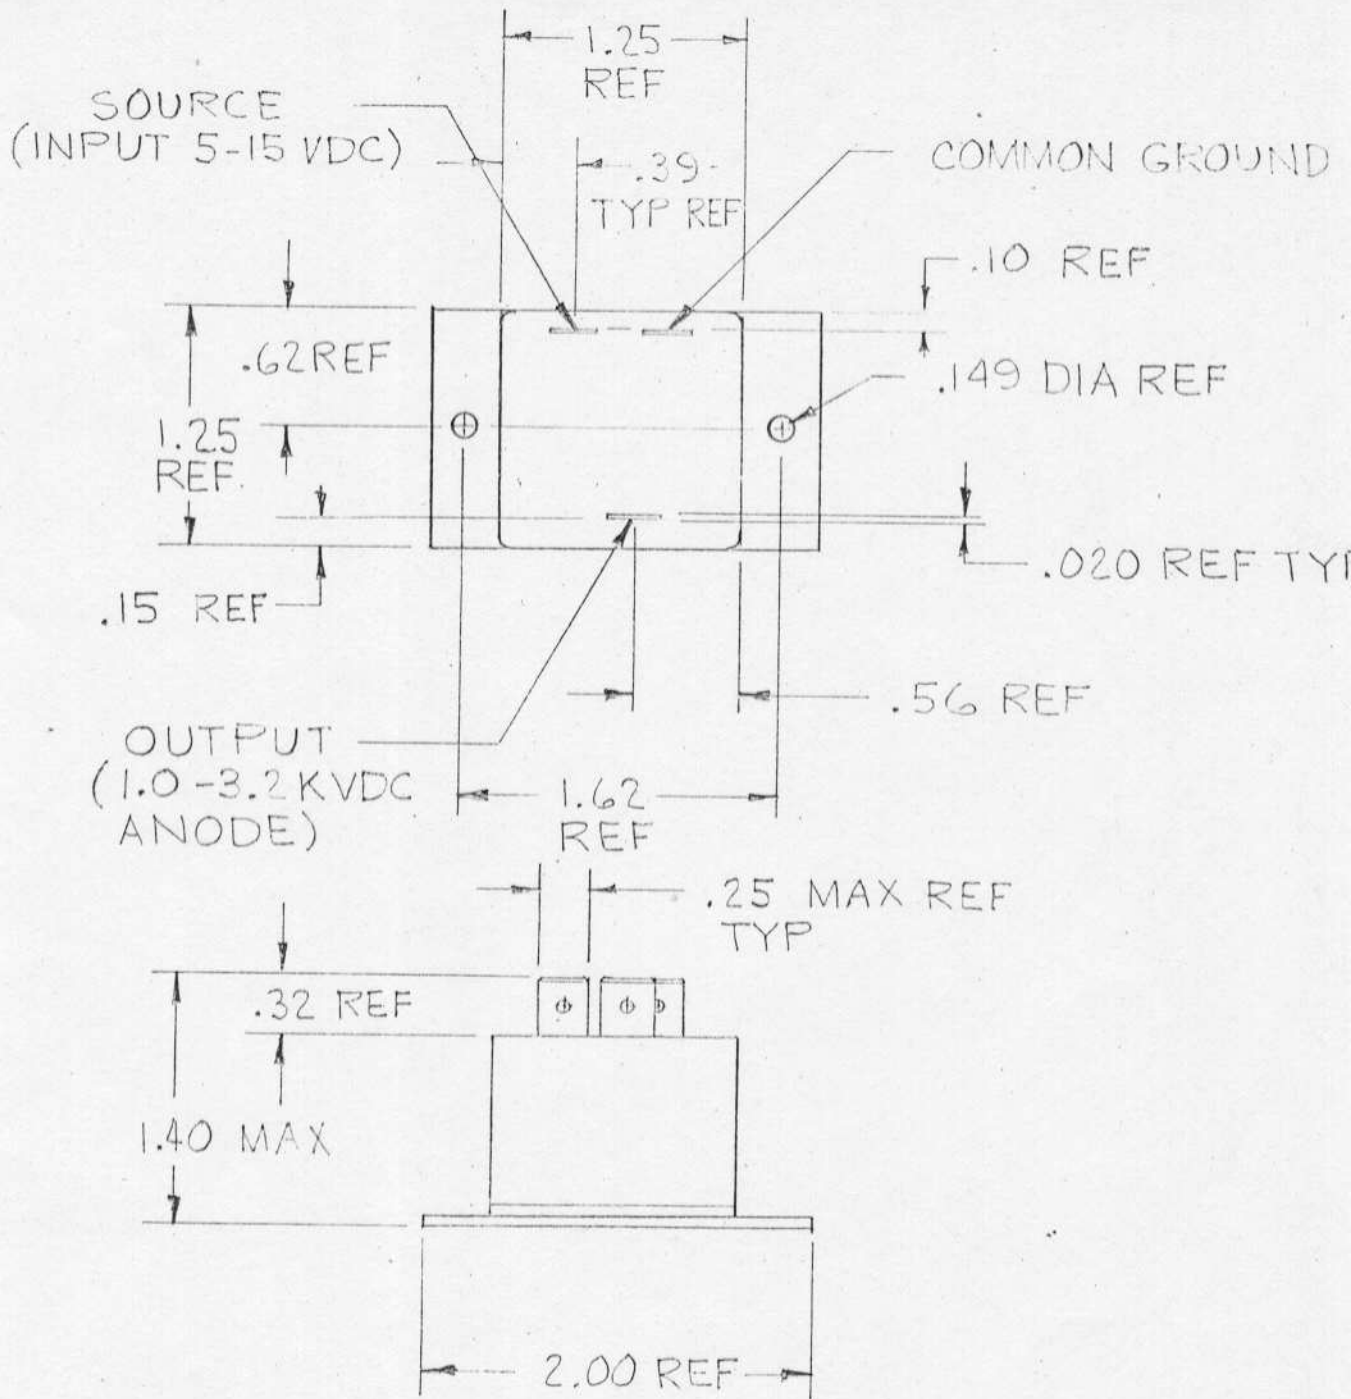 1.25
REF
SOURCE
(INPUT 5-15 VDC)
.39
TYP REF
COMMON GROUND
.10 REF
.62 REF
.149 DIA REF
1.25
REF.
.15 REF
.020 REF TYP
.56 REF
OUTPUT
(1.0-3.2KVDC
ANODE)
1.62
REF
.25 MAX REF
TYP
.32 REF
1.40 MAX
2.00 REF